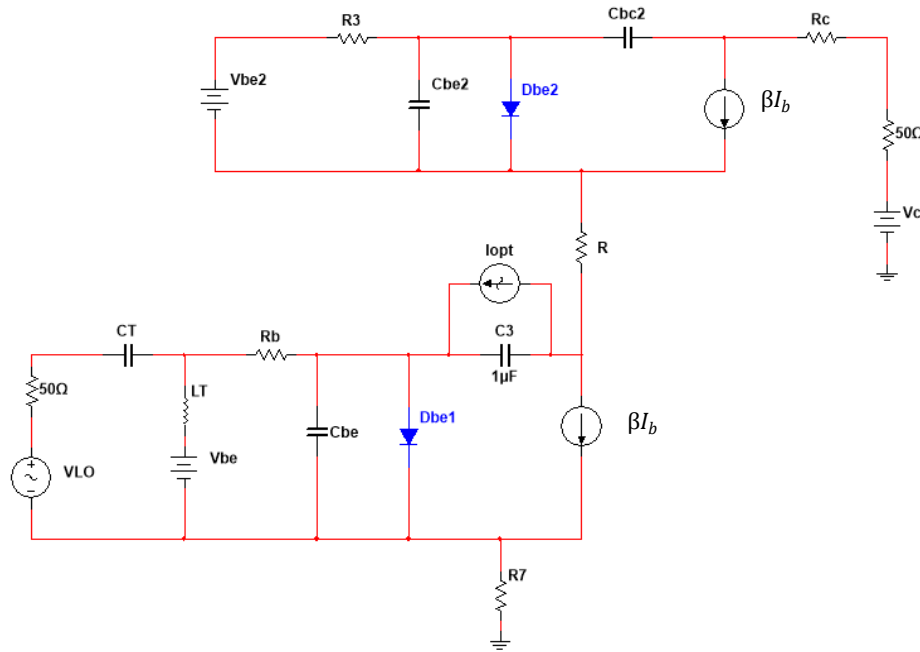 R3
Cbc2
Rc
Vbe2
Cbe2
Dbe2
βI_b
50Ω
Vc
R
Iopt
CT
Rb
C3
1µF
50Ω
LT
Cbe
Dbe1
βI_b
Vbe
VLO
R7